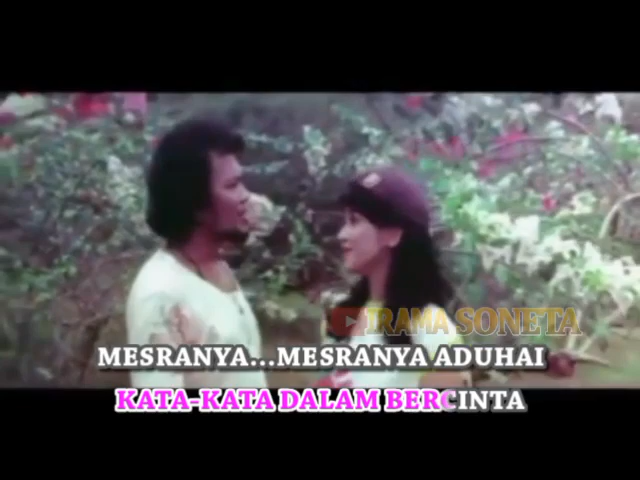 IRAMA SONETA
MESRANYA...MESRANYA ADUHAI
KATA-KATA DALAM BERCINTA